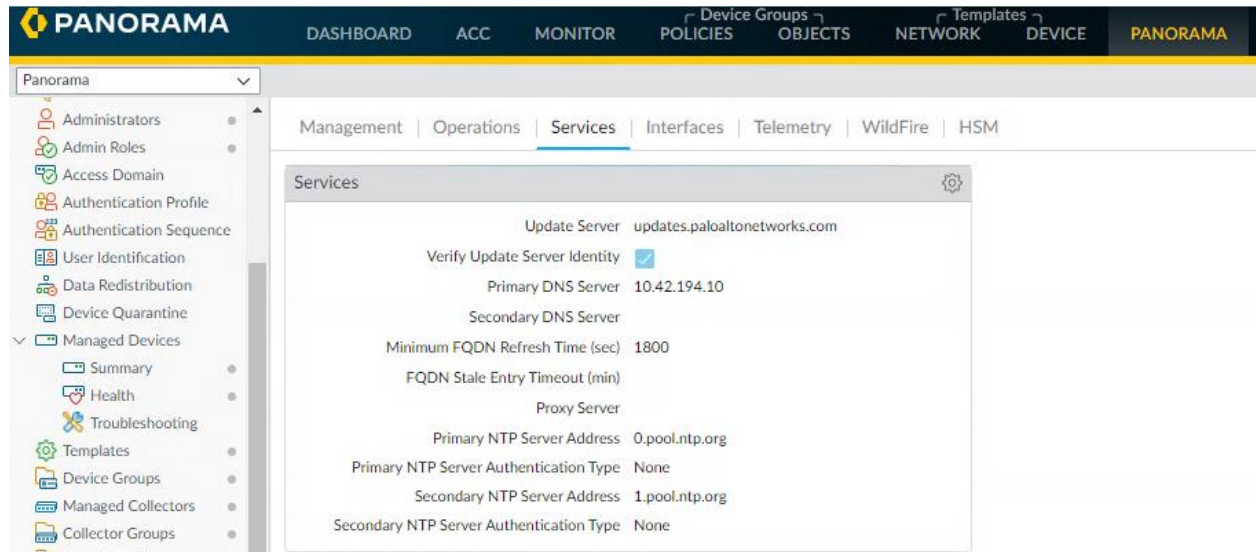 PANORAMA
Device Groups
Templates
DASHBOARD ACC MONITOR POLICIES OBJECTS NETWORK DEVICE PANORAMA
Panorama
Administrators
Admin Roles
Access Domain
Authentication Profile
Authentication Sequence
User Identification
Data Redistribution
Device Quarantine
Managed Devices
Summary
Health
Troubleshooting
Templates
Device Groups
Managed Collectors
Collector Groups
Management | Operations | Services | Interfaces | Telemetry | WildFire | HSM
Services
Update Server updates.paloaltonetworks.com
Verify Update Server Identity
Primary DNS Server 10.42.194.10
Secondary DNS Server
Minimum FQDN Refresh Time (sec) 1800
FQDN Stale Entry Timeout (min)
Proxy Server
Primary NTP Server Address 0.pool.ntp.org
Primary NTP Server Authentication Type None
Secondary NTP Server Address 1.pool.ntp.org
Secondary NTP Server Authentication Type None